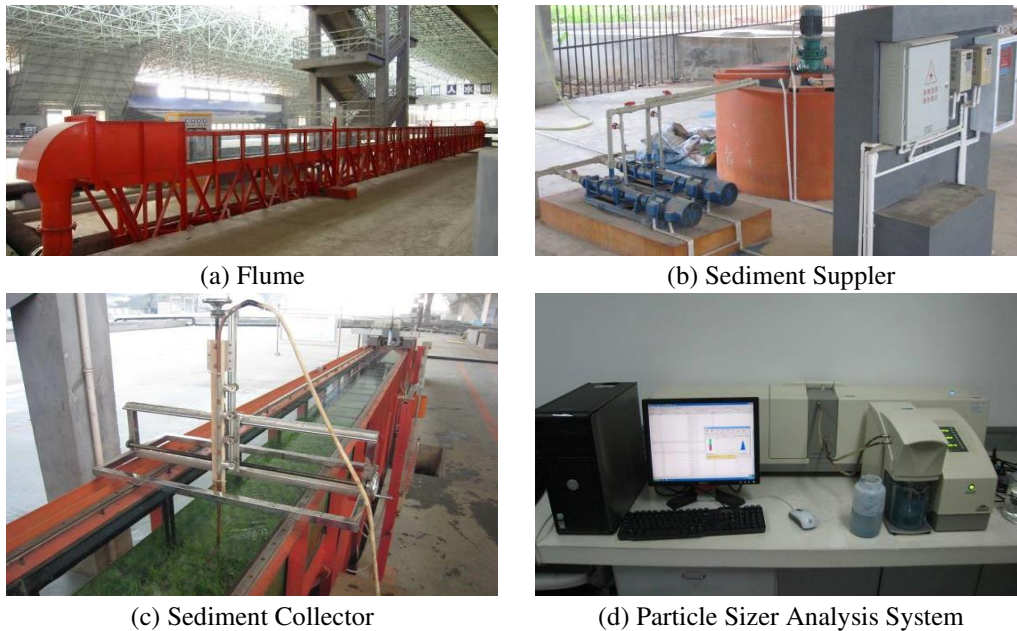 (a) Flume
(b) Sediment Suppler
(c) Sediment Collector
(d) Particle Sizer Analysis System